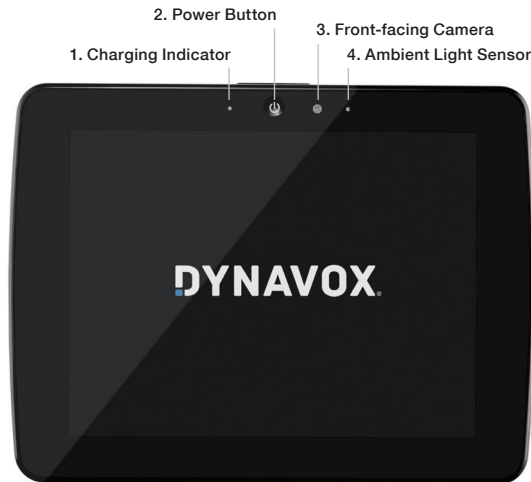 2. Power Button
3. Front-facing Camera
1. Charging Indicator
4. Ambient Light Sensor
DYNAVOX®